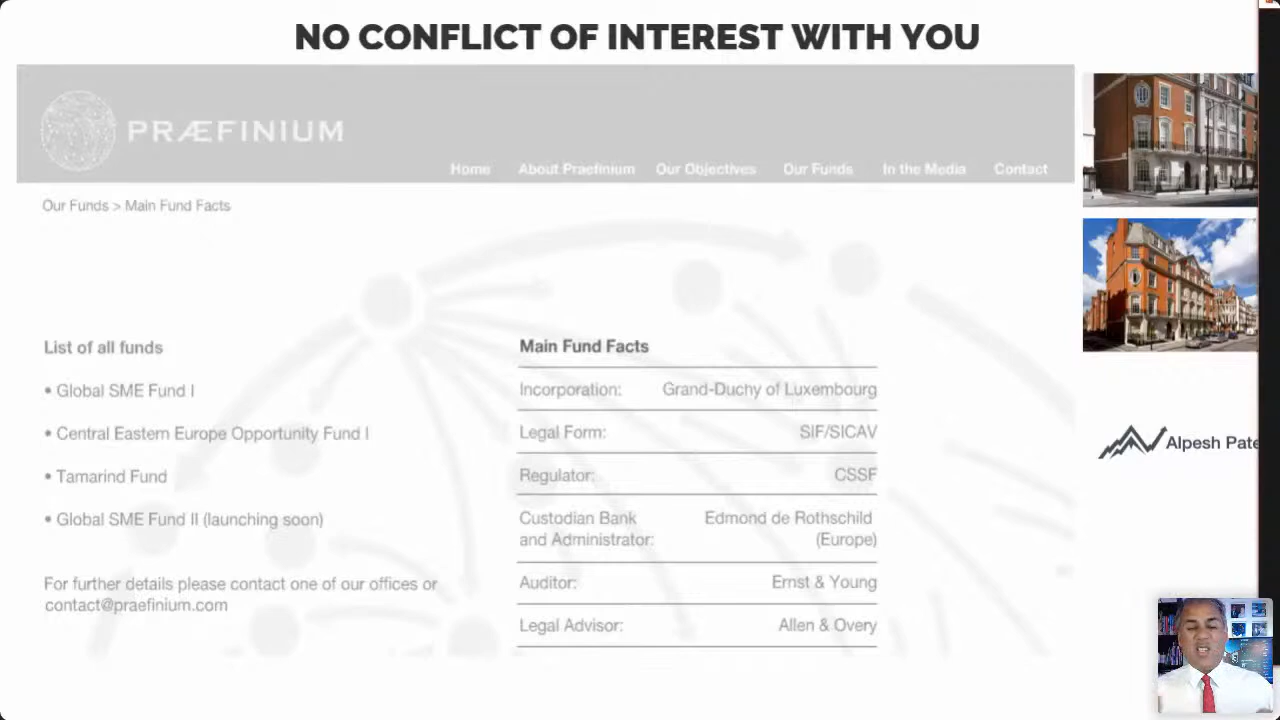 NO CONFLICT OF INTEREST WITH YOU
PRÆFINIUM
Home About Praefinium Our Objectives Our Funds In the Media Contact
Our Funds > Main Fund Facts
List of all funds
• Global SME Fund I
• Central Eastern Europe Opportunity Fund I
• Tamarind Fund
• Global SME Fund II (launching soon)
For further details please contact one of our offices or
contact@praefinium.com
Main Fund Facts
Incorporation: Grand-Duchy of Luxembourg
Legal Form: SIF/SICAV
Regulator: CSSF
Custodian Bank Edmond de Rothschild
and Administrator: (Europe)
Auditor: Ernst & Young
Legal Advisor: Allen & Overy
Alpesh Pate